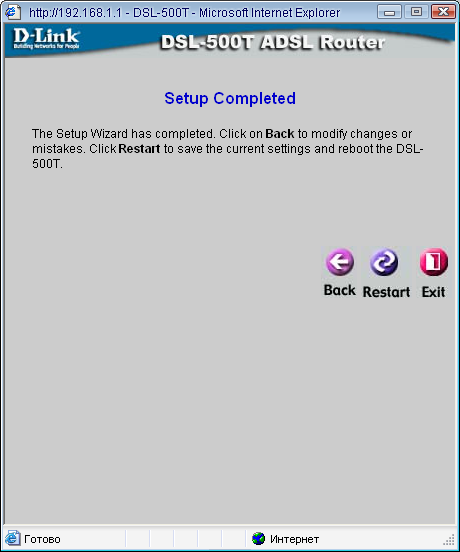 http://192.168.1.1 - DSL-500T - Microsoft Internet Explorer
D-Link
Building Networks for People
DSL-500T ADSL Router
Setup Completed
The Setup Wizard has completed. Click on Back to modify changes or
mistakes. Click Restart to save the current settings and reboot the DSL-
500T.
Back Restart Exit
Готово Интернет